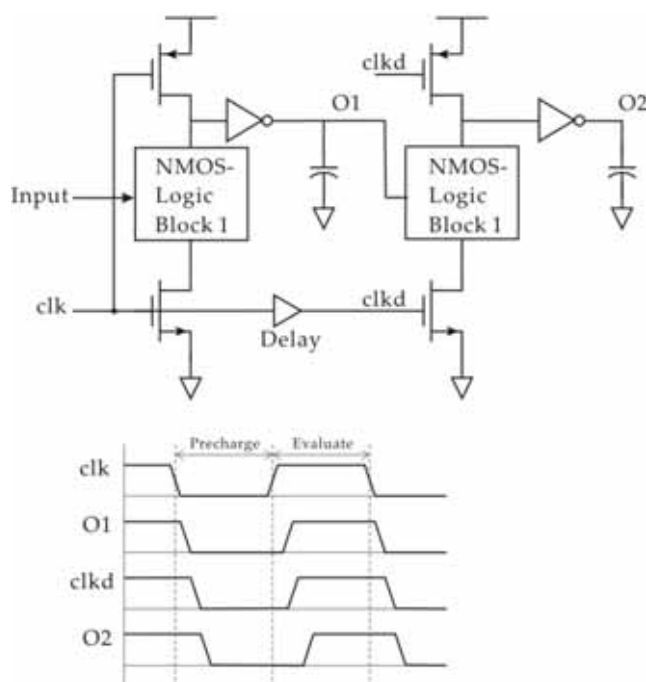 clkd
O1
O2
NMOS-
Logic
Block 1
NMOS-
Logic
Block 1
Input
clk
clkd
Delay
Precharge
Evaluate
clk
O1
clkd
O2